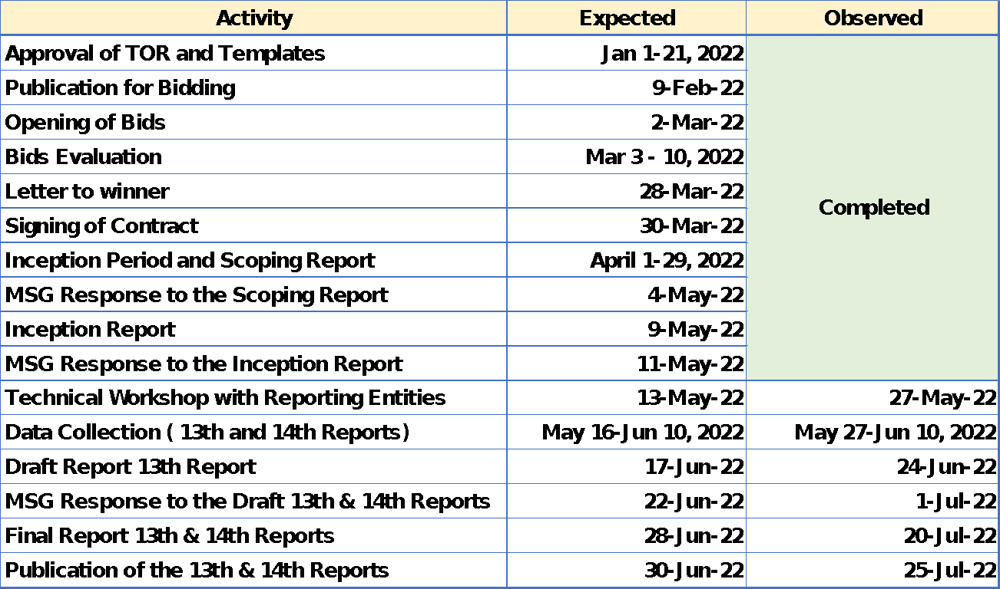 Activity Expected Observed
Approval of TOR and Templates Jan 1-21, 2022
Publication for Bidding 9-Feb-22
Opening of Bids 2-Mar-22
Bids Evaluation Mar 3 - 10, 2022
Letter to winner 28-Mar-22
Completed
Signing of Contract 30-Mar-22
Inception Period and Scoping Report April 1-29, 2022
MSG Response to the Scoping Report 4-May-22
Inception Report 9-May-22
MSG Response to the Inception Report 11-May-22
Technical Workshop with Reporting Entities 13-May-22 27-May-22
Data Collection ( 13th and 14th Reports) May 16-Jun 10, 2022 May 27-Jun 10, 2022
Draft Report 13th Report 17-Jun-22 24-Jun-22
MSG Response to the Draft 13th & 14th Reports 22-Jun-22 1-Jul-22
Final Report 13th & 14th Reports 28-Jun-22 20-Jul-22
Publication of the 13th & 14th Reports 30-Jun-22 25-Jul-22